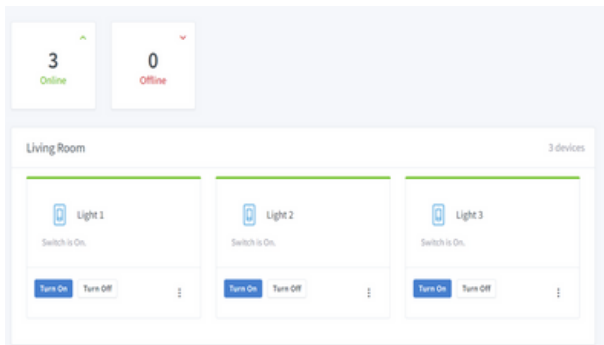 3
Online
0
Offline
Living Room
3 devices
Light 1
Switch is On.
Turn On
Turn Off
Light 2
Switch is On.
Turn On
Turn Off
Light 3
Switch is On.
Turn On
Turn Off